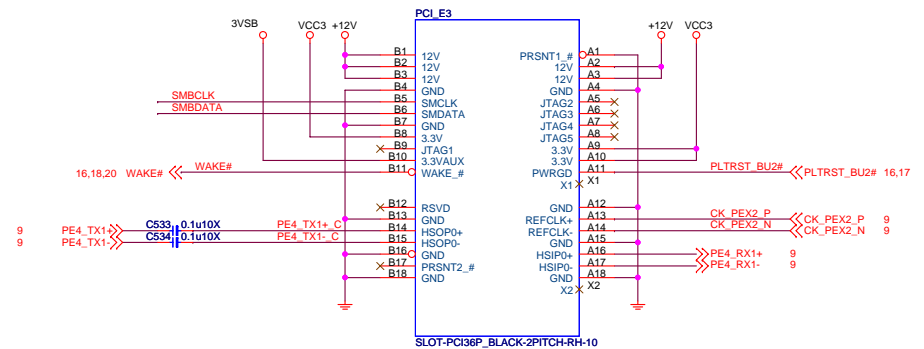 PCI_E3
3VSB VCC3 +12V +12V VCC3
B1 12V PRSNT1_# A1
B2 12V 12V A2
B3 12V 12V A3
B4 GND GND A4
SMBCLK B5 SMCLK JTAG2 A5
SMBDATA B6 SMDATA JTAG3 A6
B7 GND JTAG4 A7
B8 3.3V JTAG5 A8
B9 JTAG1 3.3V A9
B10 3.3VAUX 3.3V A10
16,18,20 WAKE# WAKE# B11 WAKE_# PWRGD A11 PLTRST_BU2# PLTRST_BU2# 16,17
X1 X1
B12 RSVD GND A12
B13 GND REFCLK+ A13 CK_PEX2_P CK_PEX2_P 9
9 PE4_TX1+ C533 0.1u10X PE4_TX1+_C B14 HSOP0+ REFCLK- A14 CK_PEX2_N CK_PEX2_N 9
9 PE4_TX1- C534 0.1u10X PE4_TX1-_C B15 HSOP0- GND A15
B16 GND HSIP0+ A16 PE4_RX1+ 9
B17 PRSNT2_# HSIP0- A17 PE4_RX1- 9
B18 GND GND A18
X2 X2
SLOT-PCI36P_BLACK-2PITCH-RH-10